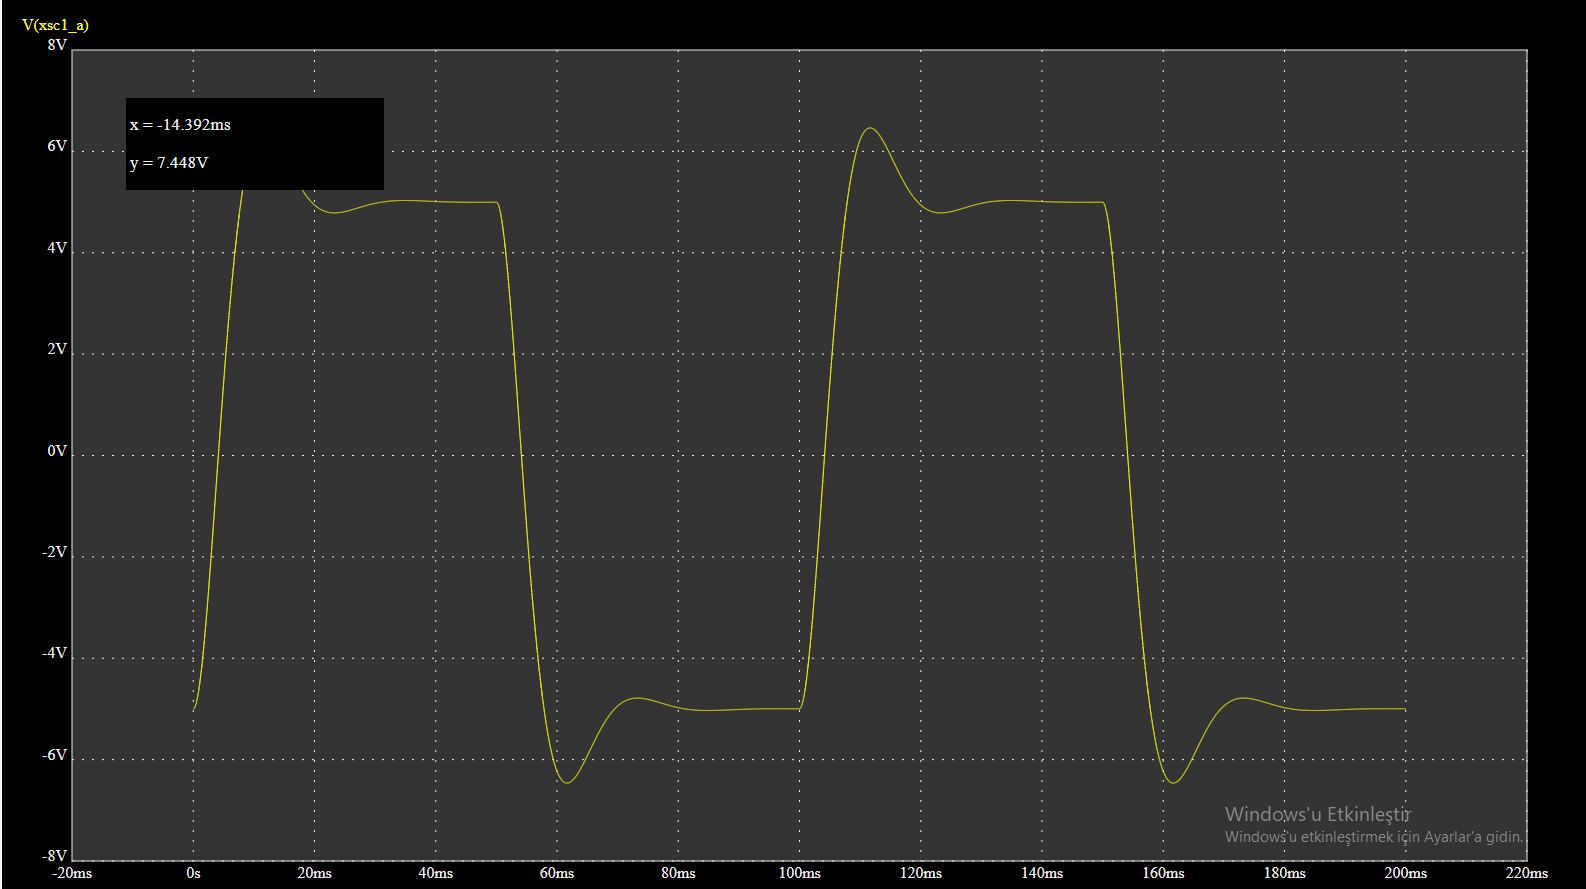 V(xsc1_a)
8V
x = -14.392ms
6V
y = 7.448V
4V
2V
0V
-2V
-4V
-6V
Windows'u Etkinleştir
Windows'u etkinleştirmek için Ayarlar'a gidin.
-8V
-20ms 0s 20ms 40ms 60ms 80ms 100ms 120ms 140ms 160ms 180ms 200ms 220ms